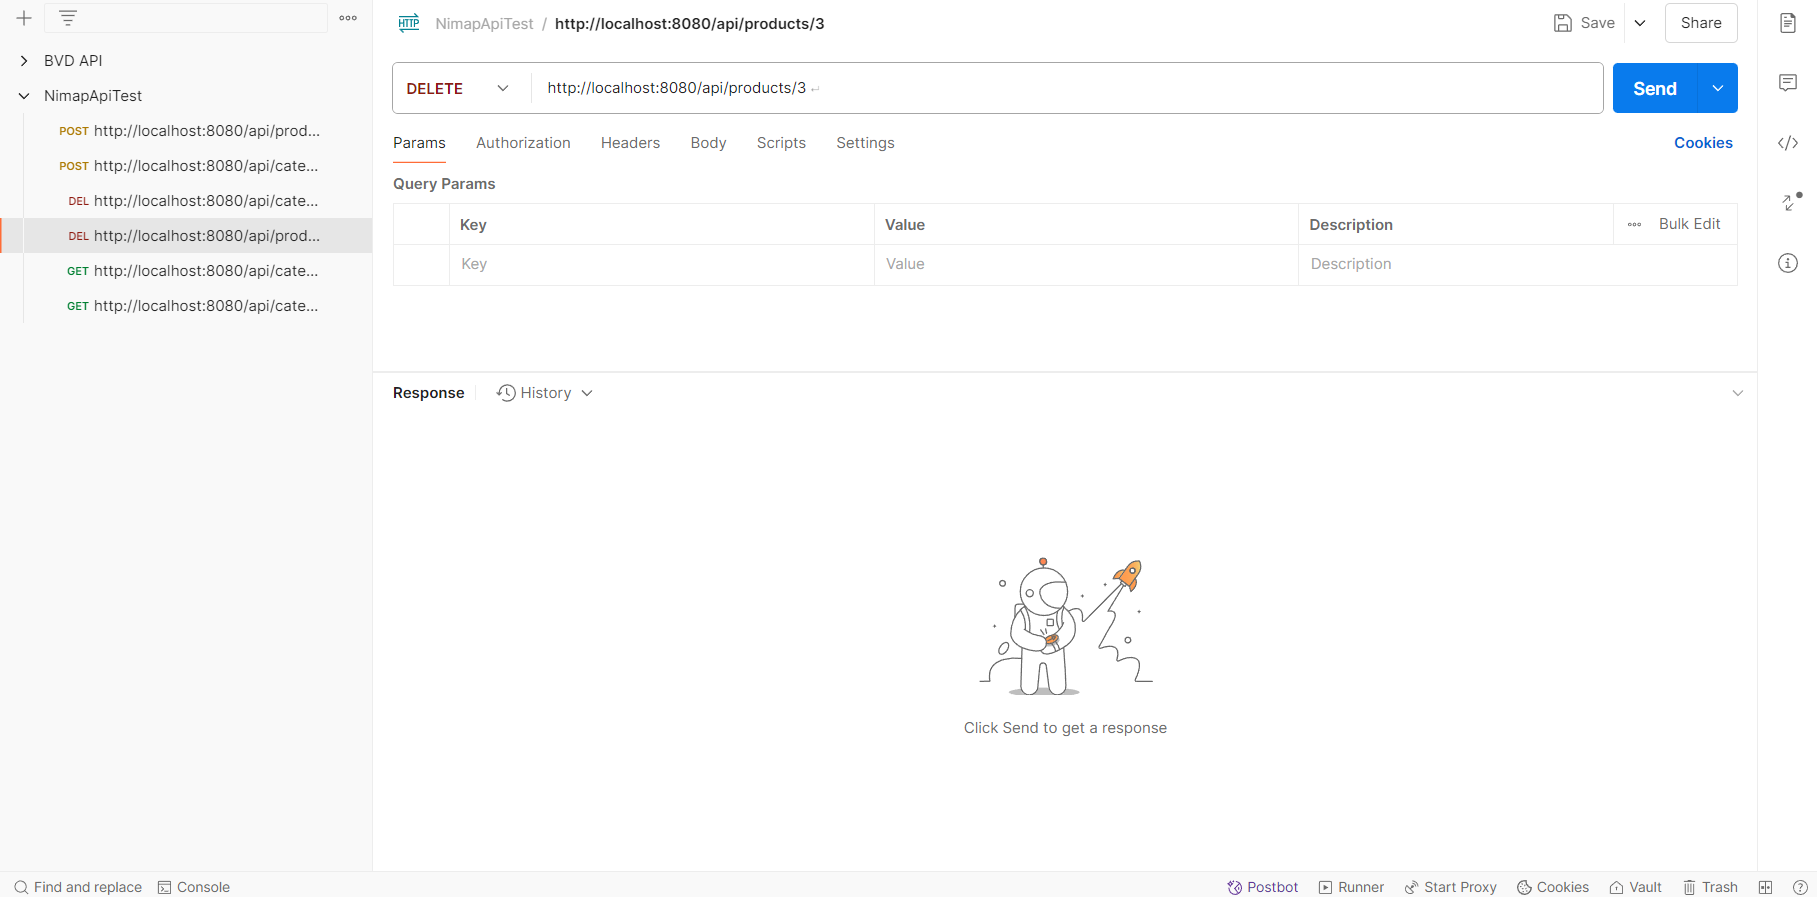 BVD API
NimapApiTest
POST http://localhost:8080/api/prod...
POST http://localhost:8080/api/cate...
DEL http://localhost:8080/api/cate...
DEL http://localhost:8080/api/prod...
GET http://localhost:8080/api/cate...
GET http://localhost:8080/api/cate...
HTTP NimapApiTest / http://localhost:8080/api/products/3
Save
Share
DELETE http://localhost:8080/api/products/3
Send
Params Authorization Headers Body Scripts Settings
Cookies
Query Params
Key Value Description Bulk Edit
Key Value Description
Response History
Click Send to get a response
Find and replace Console
Postbot Runner Start Proxy Cookies Vault Trash